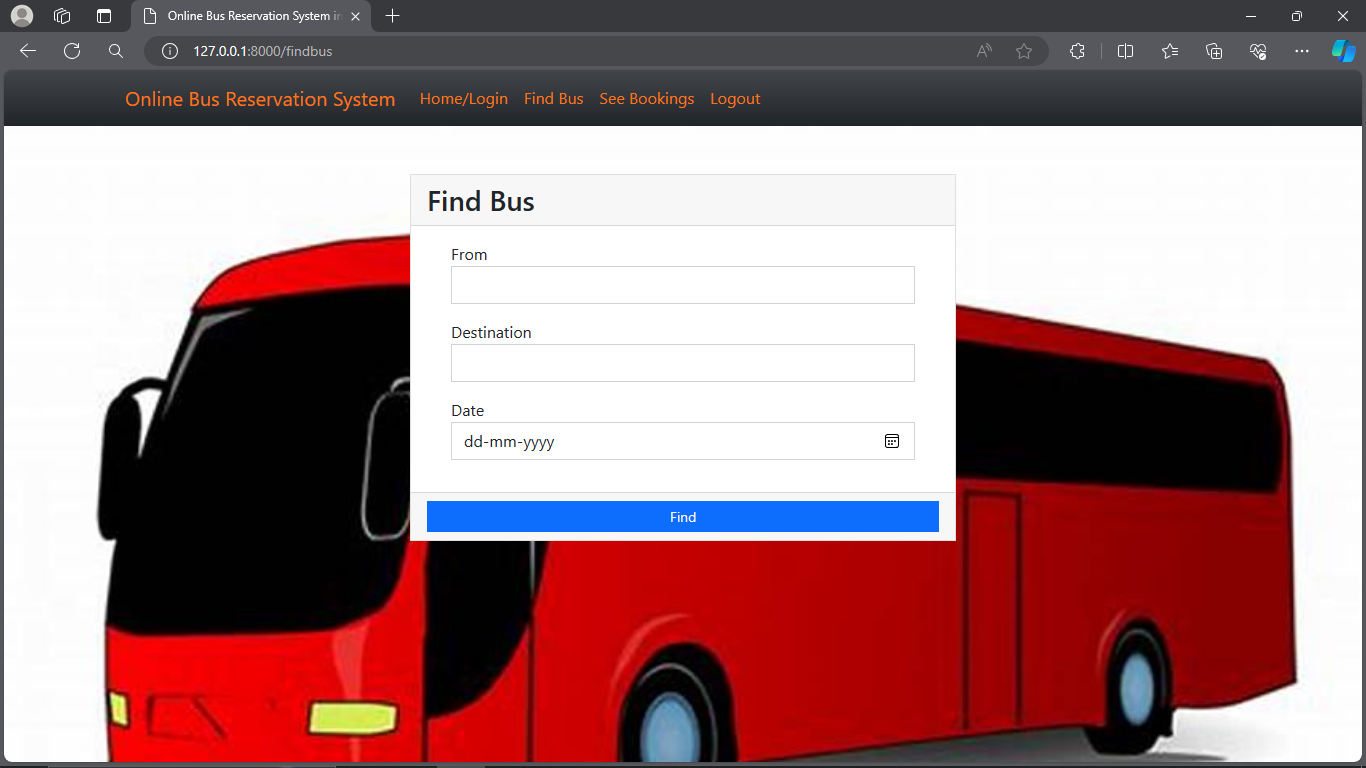 Online Bus Reservation System in
127.0.0.1:8000/findbus
Online Bus Reservation System Home/Login Find Bus See Bookings Logout
Find Bus
From
Destination
Date
dd-mm-yyyy
Find